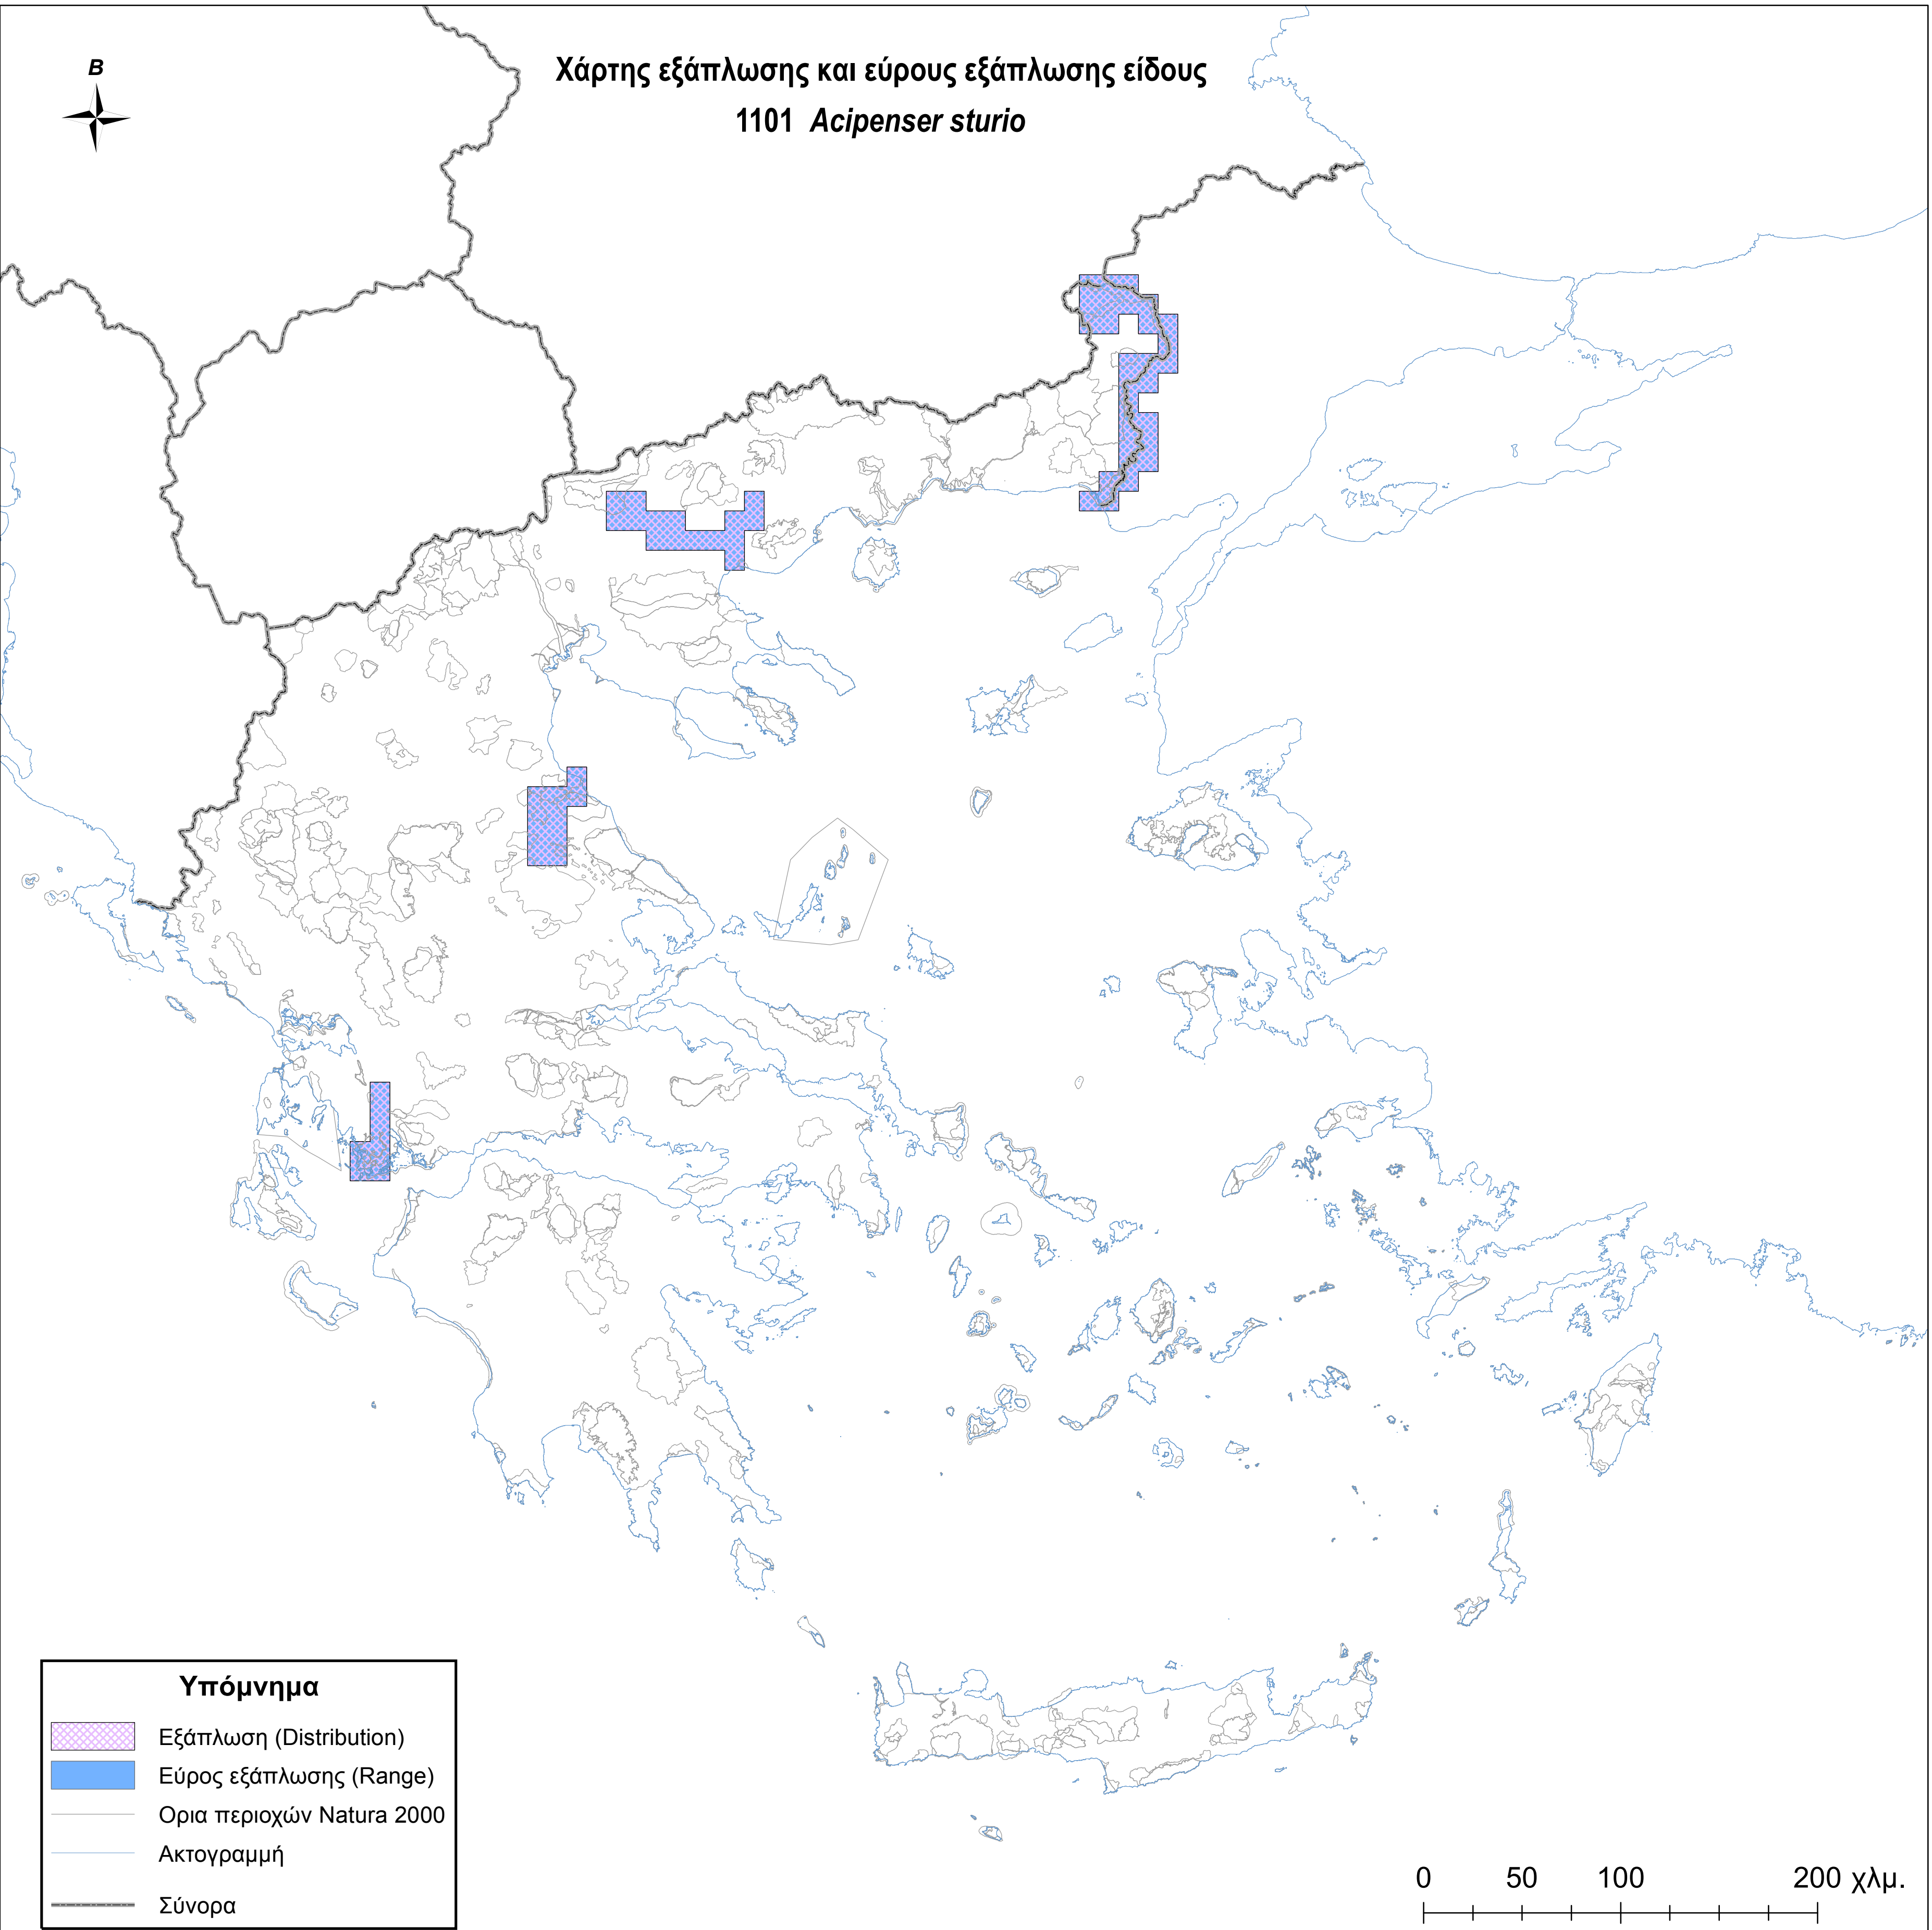 Χάρτης εξάπλωσης και εύρους εξάπλωσης είδους
1101 Acipenser sturio
Β
Υπόμνημα
Εξάπλωση (Distribution)
Εύρος εξάπλωσης (Range)
Ορια περιοχών Natura 2000
Ακτογραμμή
Σύνορα
0 50 100 200 χλμ.